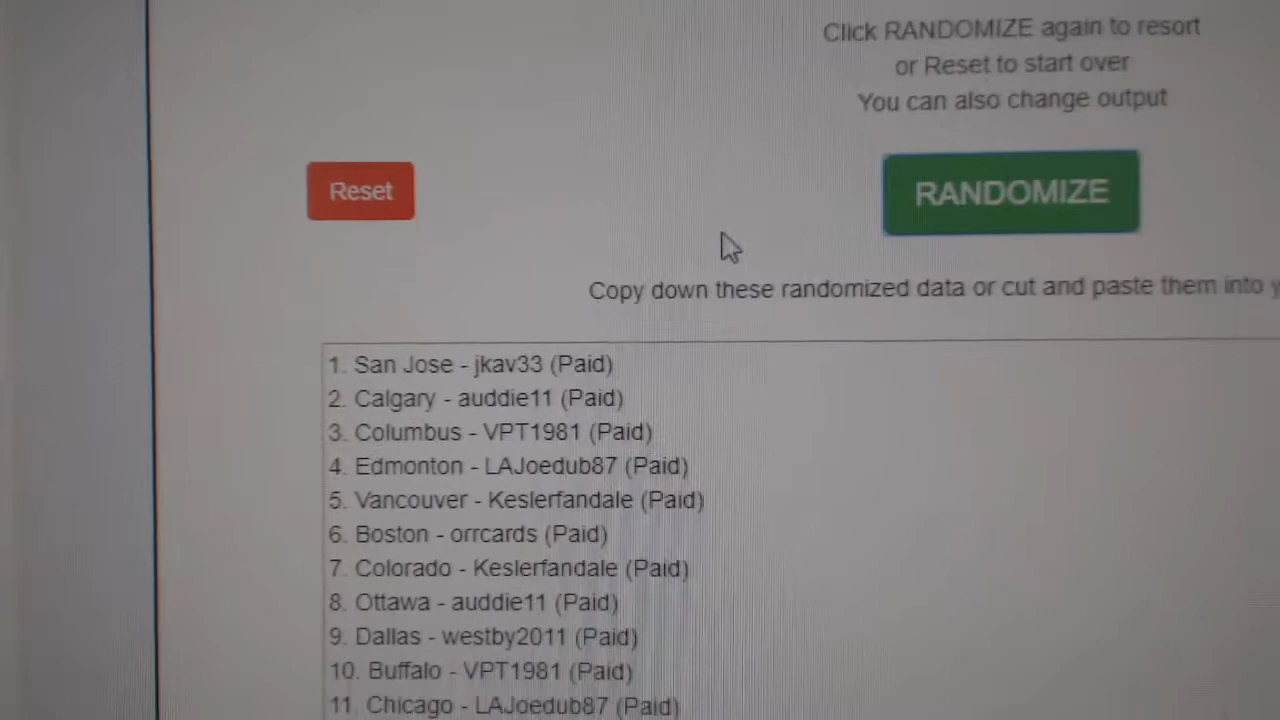 Click RANDOMIZE again to resort
or Reset to start over
You can also change output
Reset
RANDOMIZE
Copy down these randomized data or cut and paste them into
1. San Jose - jkav33 (Paid)
2. Calgary - auddie11 (Paid)
3. Columbus - VPT1981 (Paid)
4. Edmonton - LAJoedub87 (Paid)
5. Vancouver - Keslerfandale (Paid)
6. Boston - orrcards (Paid)
7. Colorado - Keslerfandale (Paid)
8. Ottawa - auddie11 (Paid)
9. Dallas - westby2011 (Paid)
10. Buffalo - VPT1981 (Paid)
11. Chicago - LAJoedub87 (Paid)